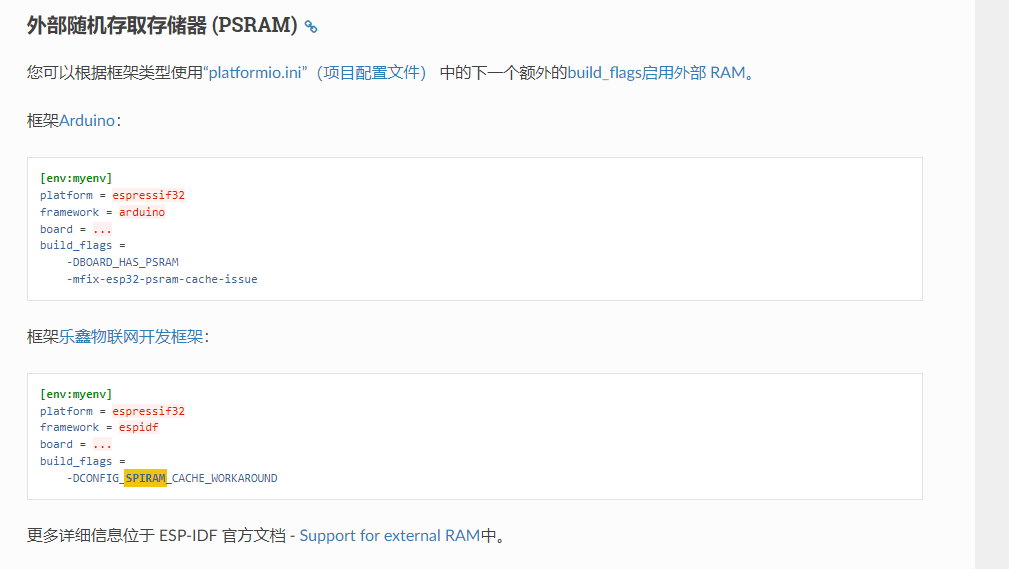 外部随机存取存储器 (PSRAM)
您可以根据框架类型使用“platformio.ini”（项目配置文件） 中的下一个额外的build_flags启用外部 RAM。
框架Arduino：
[env:myenv]
platform = espressif32
framework = arduino
board = ...
build_flags =
    -DBOARD_HAS_PSRAM
    -mfix-esp32-psram-cache-issue
框架乐鑫物联网开发框架：
[env:myenv]
platform = espressif32
framework = espidf
board = ...
build_flags =
    -DCONFIG_SPIRAM_CACHE_WORKAROUND
更多详细信息位于 ESP-IDF 官方文档 - Support for external RAM中。